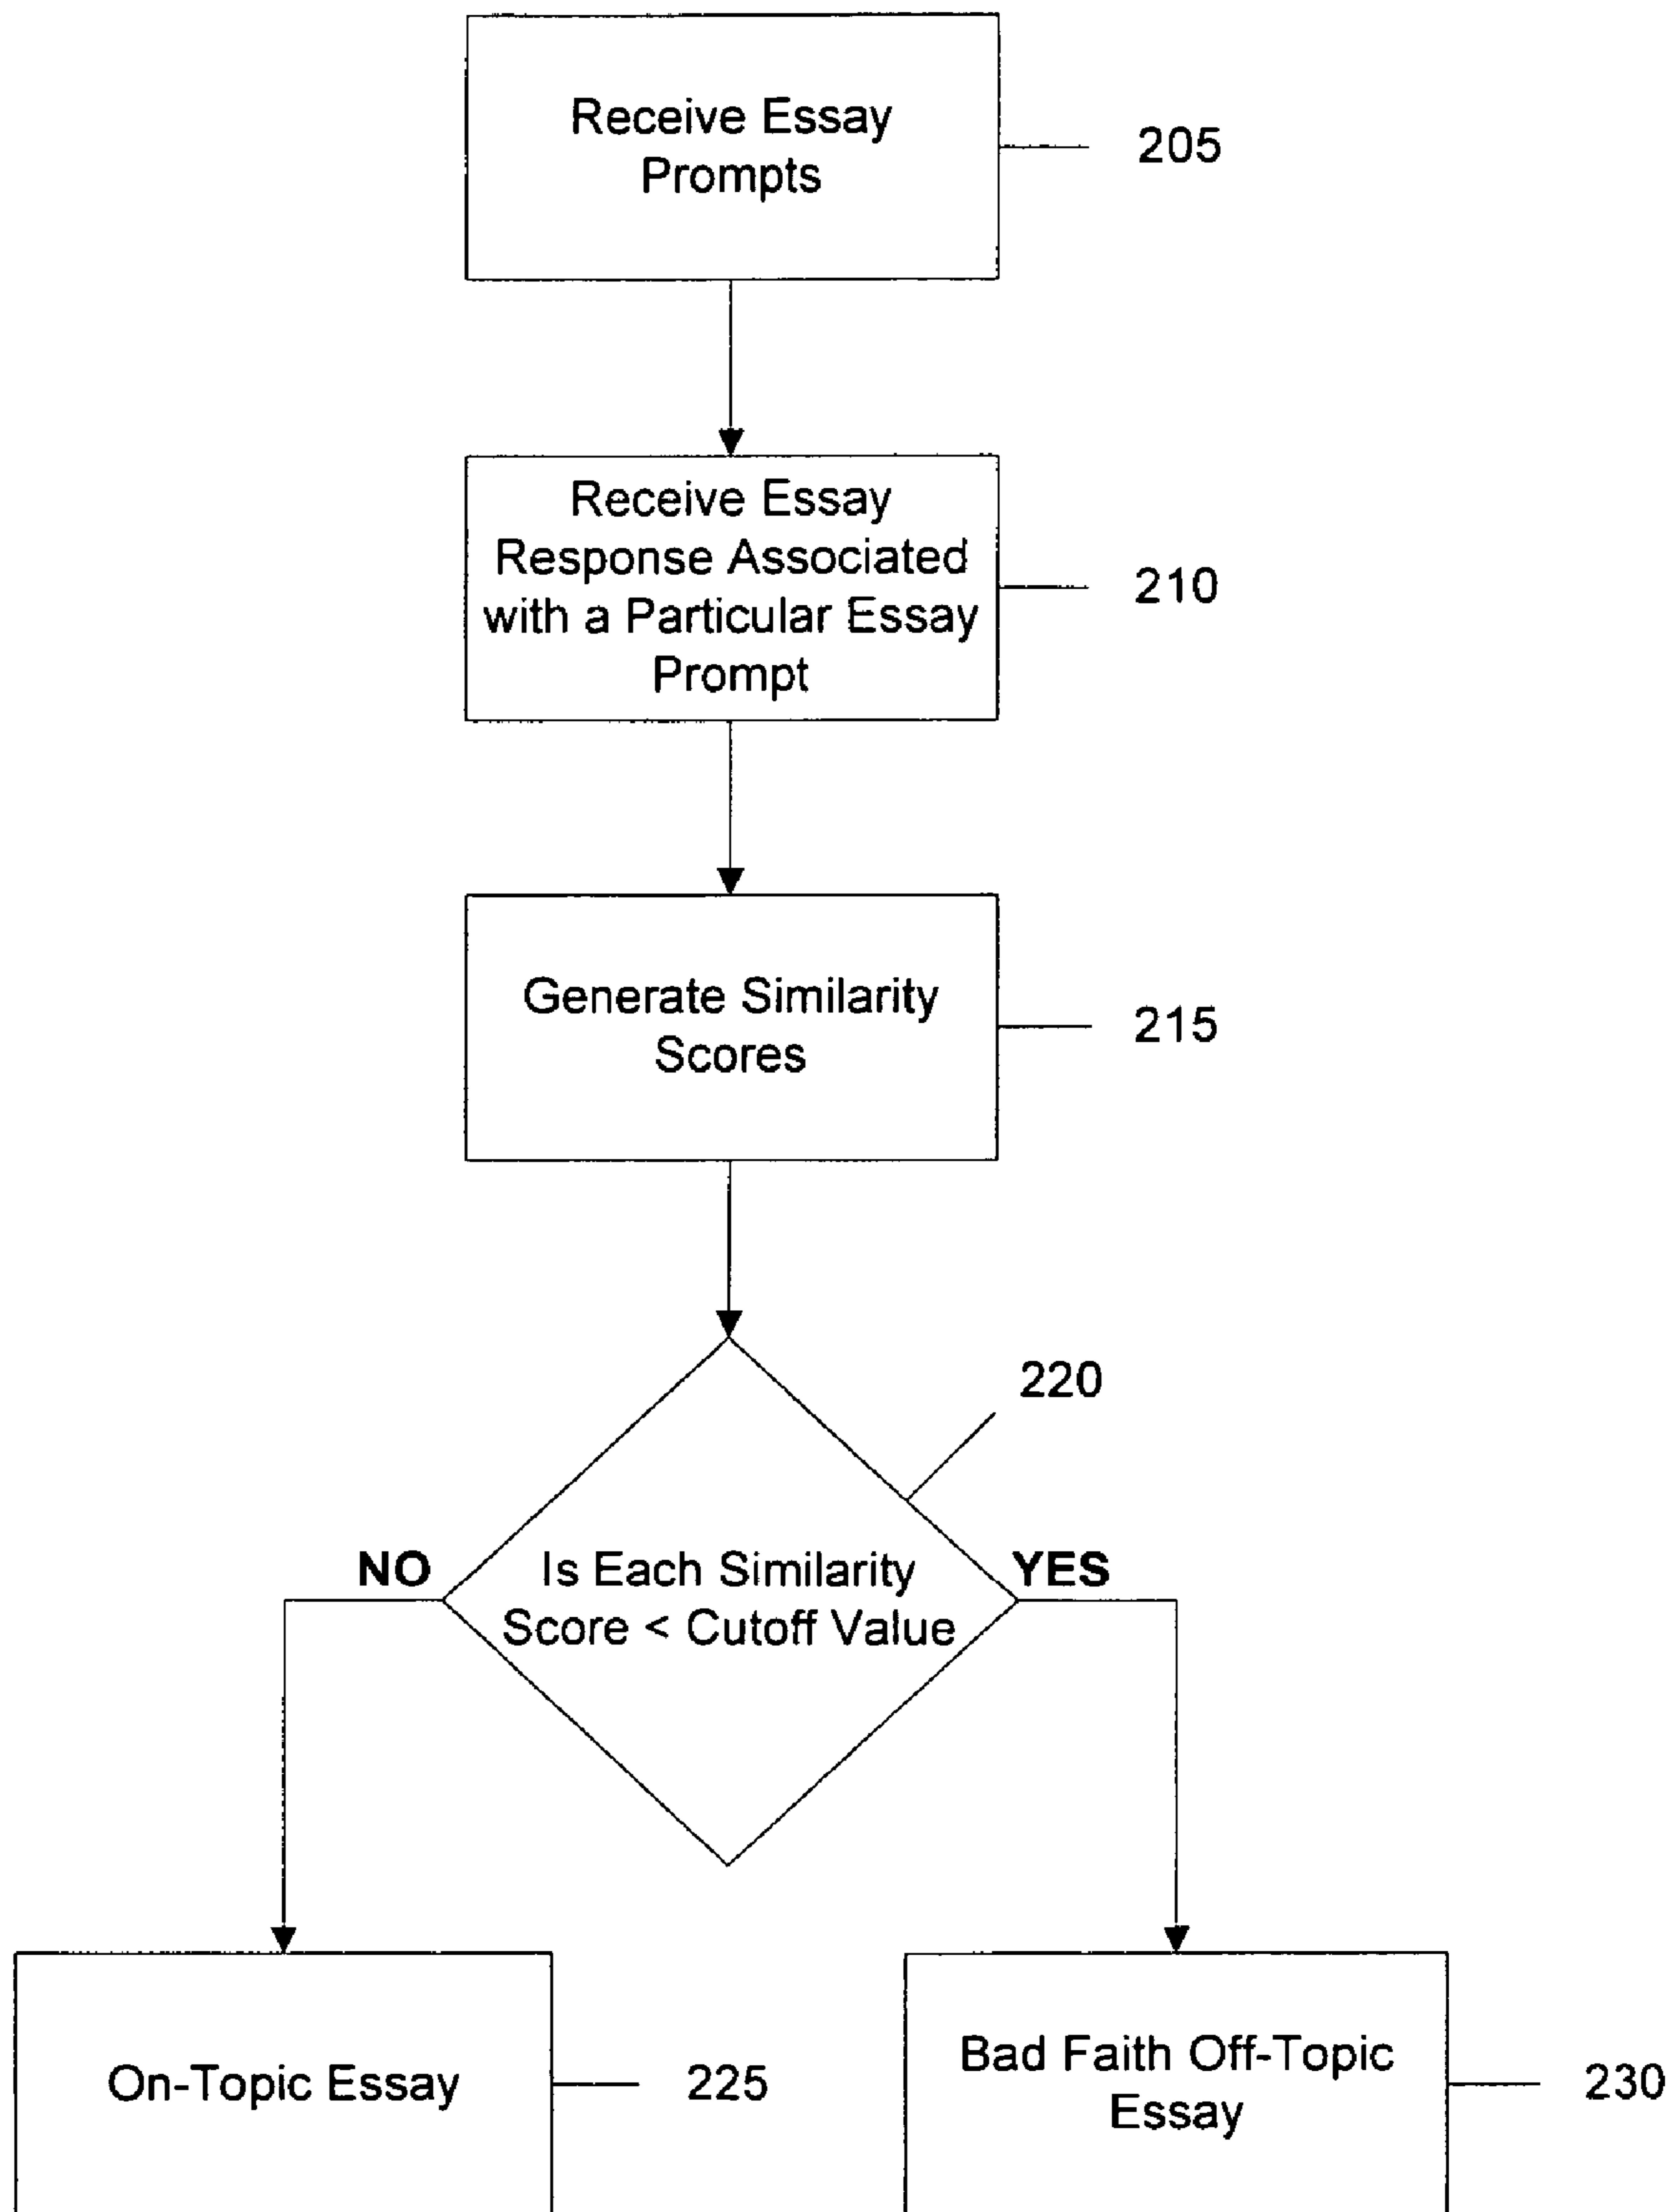 Receive Essay
Prompts
205
Receive Essay
Response Associated
with a Particular Essay
Prompt
210
Generate Similarity
Scores
215
220
NO
Is Each Similarity
Score < Cutoff Value
YES
On-Topic Essay
225
Bad Faith Off-Topic
Essay
230